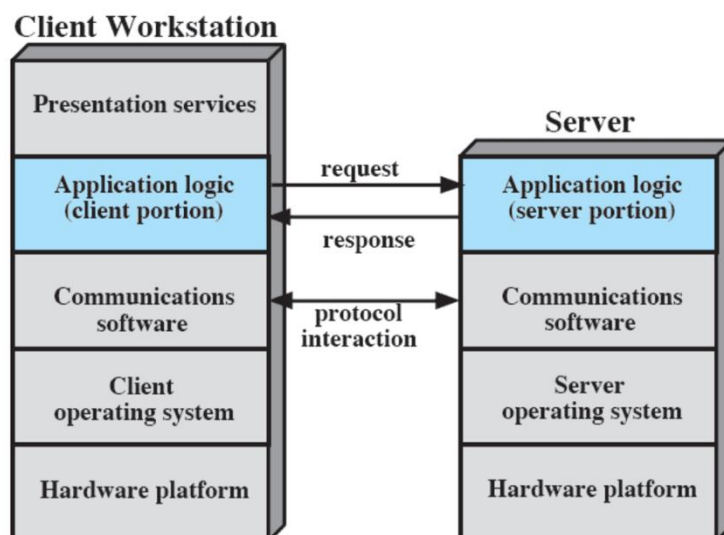 Client Workstation
Presentation services
Application logic
(client portion)
Communications
software
Client
operating system
Hardware platform
request
response
protocol
interaction
Server
Application logic
(server portion)
Communications
software
Server
operating system
Hardware platform